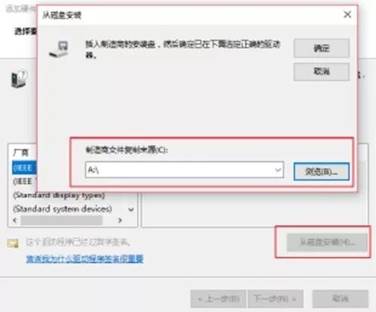 添加硬件
从磁盘安装
插入制造商的安装盘，然后确定已在下面选定正确的驱动器。
确定
取消
制造商文件复制来源(C):
A:\
浏览(B)...
厂商
(IEEE
(Standard display types)
(Standard system devices)
这个驱动程序已经过数字签名。
告诉我为什么驱动程序签名很重要
从磁盘安装(H)...
< 上一步(B)
下一步(N) >
取消